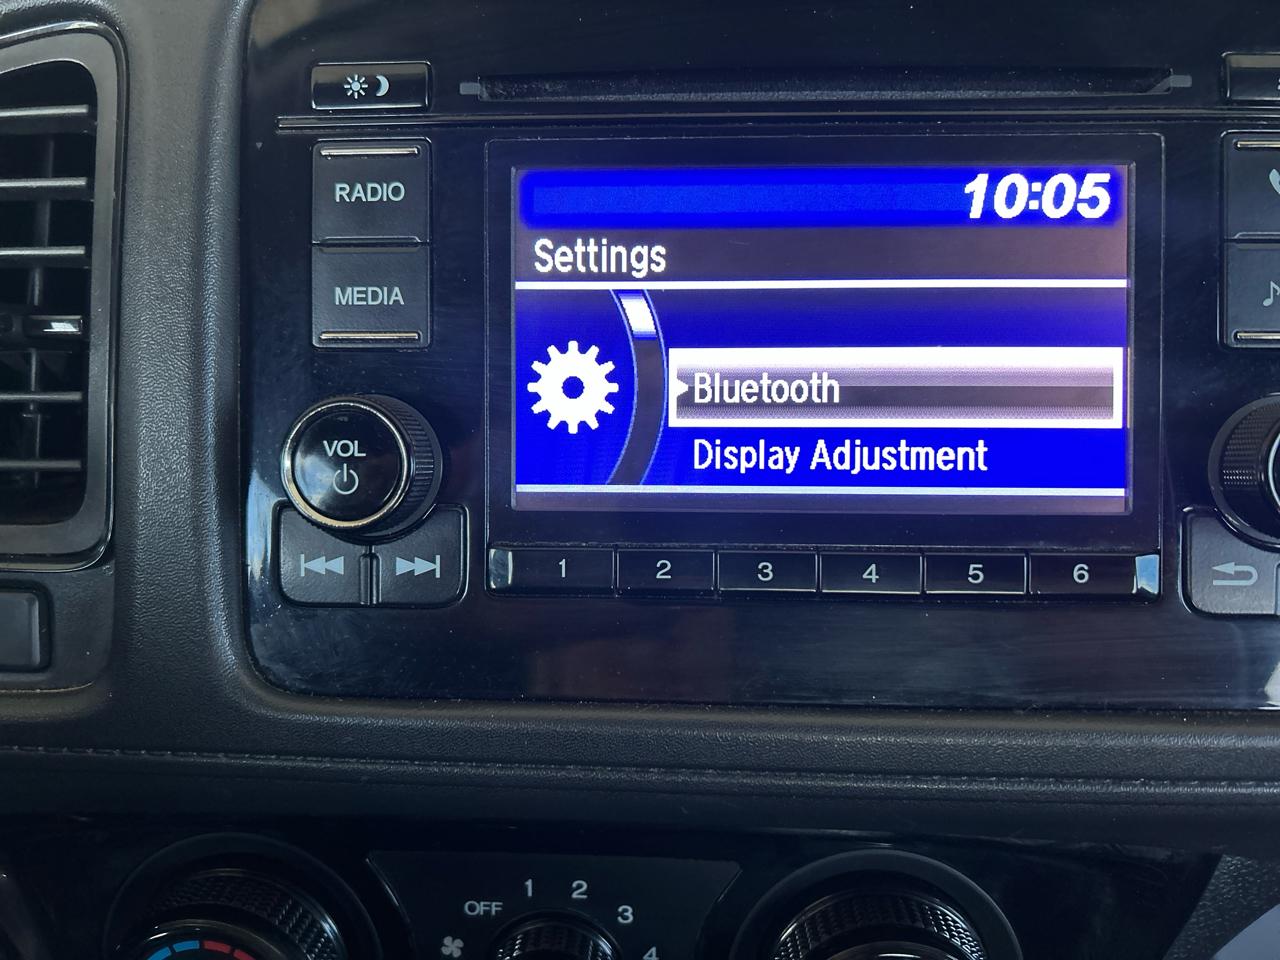 RADIO
10:05
Settings
MEDIA
Bluetooth
VOL
Display Adjustment
1 2 3 4 5 6
OFF 1 2 3 4